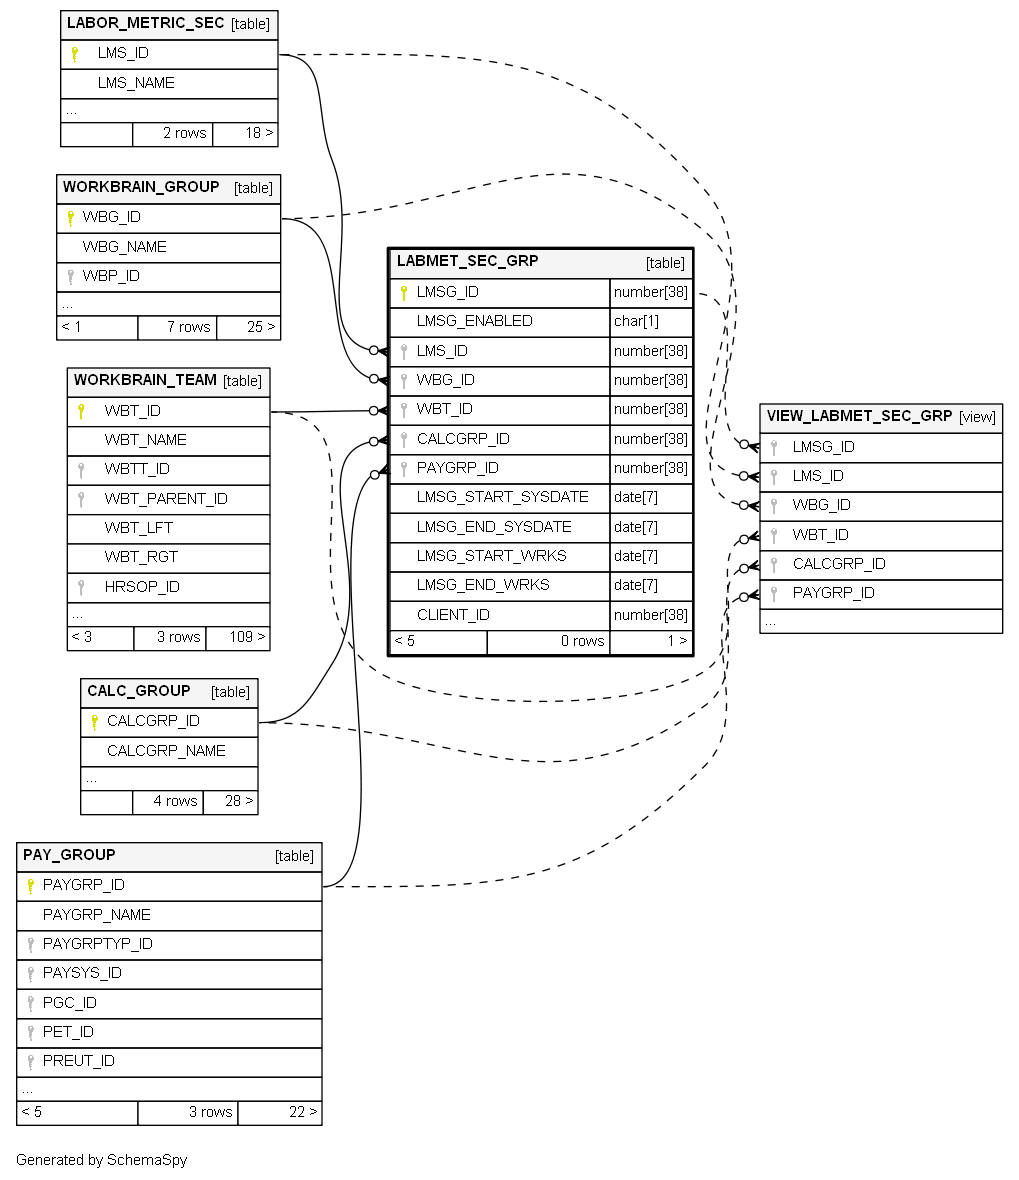 LABOR_METRIC_SEC [table]
LMS_ID
LMS_NAME
...
2 rows 18 >
WORKBRAIN_GROUP [table]
WBG_ID
WBG_NAME
WBP_ID
...
< 1 7 rows 25 >
WORKBRAIN_TEAM [table]
WBT_ID
WBT_NAME
WBTT_ID
WBT_PARENT_ID
WBT_LFT
WBT_RGT
HRSOP_ID
...
< 3 3 rows 109 >
CALC_GROUP [table]
CALCGRP_ID
CALCGRP_NAME
...
4 rows 28 >
PAY_GROUP [table]
PAYGRP_ID
PAYGRP_NAME
PAYGRPTYP_ID
PAYSYS_ID
PGC_ID
PET_ID
PREUT_ID
...
< 5 3 rows 22 >
LABMET_SEC_GRP [table]
LMSG_ID number[38]
LMSG_ENABLED char[1]
LMS_ID number[38]
WBG_ID number[38]
WBT_ID number[38]
CALCGRP_ID number[38]
PAYGRP_ID number[38]
LMSG_START_SYSDATE date[7]
LMSG_END_SYSDATE date[7]
LMSG_START_WRKS date[7]
LMSG_END_WRKS date[7]
CLIENT_ID number[38]
< 5 0 rows 1 >
VIEW_LABMET_SEC_GRP [view]
LMSG_ID
LMS_ID
WBG_ID
WBT_ID
CALCGRP_ID
PAYGRP_ID
...
Generated by SchemaSpy